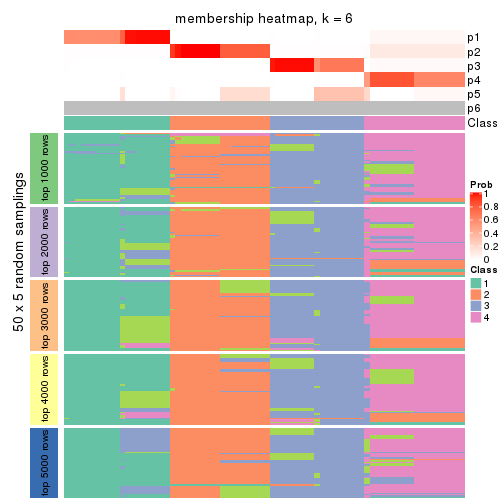 membership heatmap, k = 6
p1
p2
p3
p4
p5
p6
Class
50 x 5 random samplings
top 1000 rows
top 2000 rows
top 3000 rows
top 4000 rows
top 5000 rows
Prob
1
0.8
0.6
0.4
0.2
0
Class
1
2
3
4